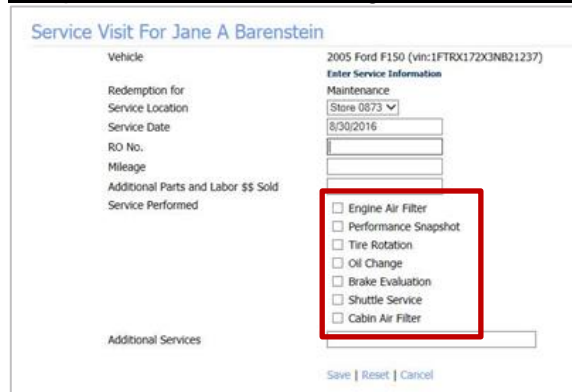 Service Visit For Jane A Barenstein
Vehicle 2005 Ford F150 (vin:1FTRX172X3NB21237)
Enter Service Information
Redemption for Maintenance
Service Location Store 0873
Service Date 8/30/2016
RO No.
Mileage
Additional Parts and Labor $$ Sold
Service Performed Engine Air Filter
Performance Snapshot
Tire Rotation
Oil Change
Brake Evaluation
Shuttle Service
Cabin Air Filter
Additional Services
Save | Reset | Cancel